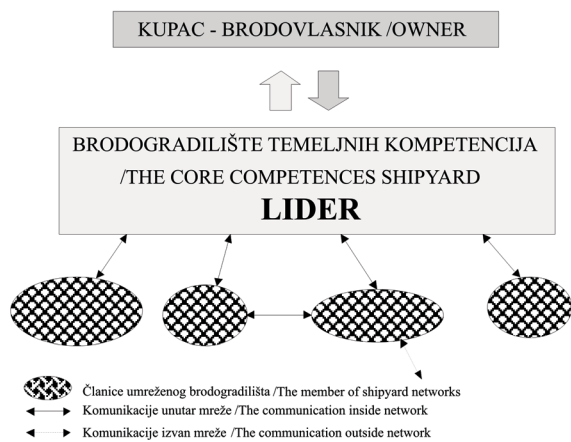 KUPAC - BRODOVLASNIK /OWNER
BRODOGRADILIŠTE TEMELJNIH KOMPETENCIJA
/THE CORE COMPETENCES SHIPYARD
LIDER
Članice umreženog brodogradilišta /The member of shipyard networks
Komunikacije unutar mreže /The communication inside network
Komunikacije izvan mreže /The communication outside network